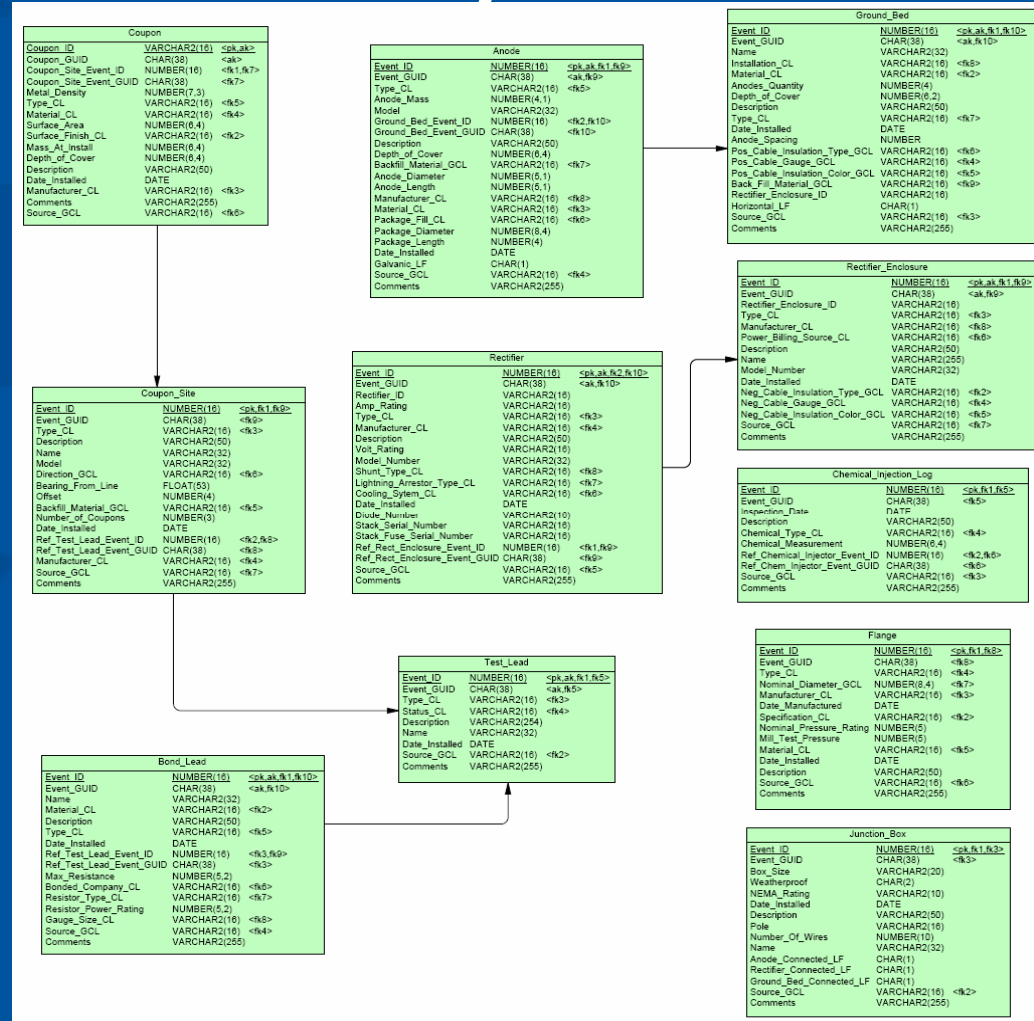 Coupon
Coupon_ID VARCHAR2(16) <pk,ak>
Coupon_GUID CHAR(38) <ak>
Coupon_Site_Event_ID NUMBER(16) <fk1,fk7>
Coupon_Site_Event_GUID CHAR(38) <fk7>
Metal_Density NUMBER(7,3)
Type_CL VARCHAR2(16) <fk5>
Material_CL VARCHAR2(16) <fk4>
Surface_Area NUMBER(6,4)
Surface_Finish_CL VARCHAR2(16) <fk2>
Mass_At_Install NUMBER(6,4)
Depth_of_Cover NUMBER(6,4)
Description VARCHAR2(50)
Date_Installed DATE
Manufacturer_CL VARCHAR2(16) <fk3>
Comments VARCHAR2(255)
Source_GCL VARCHAR2(16) <fk6>
Anode
Event_ID NUMBER(16) <pk,ak,fk1,fk9>
Event_GUID CHAR(38) <ak,fk9>
Type_CL VARCHAR2(16) <fk5>
Anode_Mass NUMBER(4,1)
Model VARCHAR2(32)
Ground_Bed_Event_ID NUMBER(16) <fk2,fk10>
Ground_Bed_Event_GUID CHAR(38) <fk10>
Description VARCHAR2(50)
Depth_of_Cover NUMBER(6,4)
Backfill_Material_GCL VARCHAR2(16) <fk7>
Anode_Diameter NUMBER(5,1)
Anode_Length NUMBER(5,1)
Manufacturer_CL VARCHAR2(16) <fk8>
Material_CL VARCHAR2(16) <fk3>
Package_Fill_CL VARCHAR2(16) <fk6>
Package_Diameter NUMBER(8,4)
Package_Length NUMBER(4)
Date_Installed DATE
Galvanic_LF CHAR(1)
Source_GCL VARCHAR2(16) <fk4>
Comments VARCHAR2(255)
Ground_Bed
Event_ID NUMBER(16) <pk,ak,fk1,fk10>
Event_GUID CHAR(38) <ak,fk10>
Name VARCHAR2(32)
Installation_CL VARCHAR2(16) <fk8>
Material_CL VARCHAR2(16) <fk2>
Anodes_Quantity NUMBER(4)
Depth_of_Cover NUMBER(6,2)
Description VARCHAR2(50)
Type_CL VARCHAR2(16) <fk7>
Date_Installed DATE
Anode_Spacing NUMBER
Pos_Cable_Insulation_Type_GCL VARCHAR2(16) <fk6>
Pos_Cable_Gauge_GCL VARCHAR2(16) <fk4>
Pos_Cable_Insulation_Color_GCL VARCHAR2(16) <fk5>
Back_Fill_Material_GCL VARCHAR2(16) <fk9>
Rectifier_Enclosure_ID VARCHAR2(16)
Horizontal_LF CHAR(1)
Source_GCL VARCHAR2(16) <fk3>
Comments VARCHAR2(255)
Rectifier_Enclosure
Event_ID NUMBER(16) <pk,ak,fk1,fk9>
Event_GUID CHAR(38) <ak,fk9>
Rectifier_Enclosure_ID VARCHAR2(16)
Type_CL VARCHAR2(16) <fk3>
Manufacturer_CL VARCHAR2(16) <fk8>
Power_Billing_Source_CL VARCHAR2(16) <fk6>
Description VARCHAR2(50)
Name VARCHAR2(255)
Model_Number VARCHAR2(32)
Date_Installed DATE
Neg_Cable_Insulation_Type_GCL VARCHAR2(16) <fk2>
Neg_Cable_Gauge_GCL VARCHAR2(16) <fk4>
Neg_Cable_Insulation_Color_GCL VARCHAR2(16) <fk5>
Source_GCL VARCHAR2(16) <fk7>
Comments VARCHAR2(255)
Rectifier
Event_ID NUMBER(16) <pk,ak,fk2,fk10>
Event_GUID CHAR(38) <ak,fk10>
Rectifier_ID VARCHAR2(16)
Amp_Rating VARCHAR2(16)
Type_CL VARCHAR2(16) <fk3>
Manufacturer_CL VARCHAR2(16) <fk4>
Description VARCHAR2(50)
Volt_Rating VARCHAR2(16)
Model_Number VARCHAR2(32)
Shunt_Type_CL VARCHAR2(16) <fk8>
Lightning_Arrestor_Type_CL VARCHAR2(16) <fk7>
Cooling_Sytem_CL VARCHAR2(16) <fk6>
Date_Installed DATE
Diode_Number VARCHAR2(10)
Stack_Serial_Number VARCHAR2(16)
Stack_Fuse_Serial_Number VARCHAR2(16)
Ref_Rect_Enclosure_Event_ID NUMBER(16) <fk1,fk9>
Ref_Rect_Enclosure_Event_GUID CHAR(38) <fk9>
Source_GCL VARCHAR2(16) <fk5>
Comments VARCHAR2(255)
Coupon_Site
Event_ID NUMBER(16) <pk,fk1,fk9>
Event_GUID CHAR(38) <fk9>
Type_CL VARCHAR2(16) <fk3>
Description VARCHAR2(50)
Name VARCHAR2(32)
Model VARCHAR2(32)
Direction_GCL VARCHAR2(16) <fk6>
Bearing_From_Line FLOAT(53)
Offset NUMBER(4)
Backfill_Material_GCL VARCHAR2(16) <fk5>
Number_of_Coupons NUMBER(3)
Date_Installed DATE
Ref_Test_Lead_Event_ID NUMBER(16) <fk2,fk8>
Ref_Test_Lead_Event_GUID CHAR(38) <fk8>
Manufacturer_CL VARCHAR2(16) <fk4>
Source_GCL VARCHAR2(16) <fk7>
Comments VARCHAR2(255)
Chemical_Injection_Log
Event_ID NUMBER(16) <pk,fk1,fk5>
Event_GUID CHAR(38) <fk5>
Inspection_Date DATE
Description VARCHAR2(50)
Chemical_Type_CL VARCHAR2(16) <fk4>
Chemical_Measurement NUMBER(6,4)
Ref_Chemical_Injector_Event_ID NUMBER(16) <fk2,fk6>
Ref_Chem_Injector_Event_GUID CHAR(38) <fk6>
Source_GCL VARCHAR2(16) <fk3>
Comments VARCHAR2(255)
Flange
Event_ID NUMBER(16) <pk,fk1,fk8>
Event_GUID CHAR(38) <fk8>
Type_CL VARCHAR2(16) <fk4>
Nominal_Diameter_GCL NUMBER(8,4) <fk7>
Manufacturer_CL VARCHAR2(16) <fk3>
Date_Manufactured DATE
Specification_CL VARCHAR2(16) <fk2>
Nominal_Pressure_Rating NUMBER(5)
Mill_Test_Pressure NUMBER(5)
Material_CL VARCHAR2(16) <fk5>
Date_Installed DATE
Description VARCHAR2(50)
Source_GCL VARCHAR2(16) <fk6>
Comments VARCHAR2(255)
Test_Lead
Event_ID NUMBER(16) <pk,ak,fk1,fk5>
Event_GUID CHAR(38) <ak,fk5>
Type_CL VARCHAR2(16) <fk3>
Status_CL VARCHAR2(16) <fk4>
Description VARCHAR2(254)
Name VARCHAR2(32)
Date_Installed DATE
Source_GCL VARCHAR2(16) <fk2>
Comments VARCHAR2(255)
Bond_Lead
Event_ID NUMBER(16) <pk,ak,fk1,fk10>
Event_GUID CHAR(38) <ak,fk10>
Name VARCHAR2(32)
Material_CL VARCHAR2(16) <fk2>
Description VARCHAR2(50)
Type_CL VARCHAR2(16) <fk5>
Date_Installed DATE
Ref_Test_Lead_Event_ID NUMBER(16) <fk3,fk9>
Ref_Test_Lead_Event_GUID CHAR(38) <fk3>
Max_Resistance NUMBER(5,2)
Bonded_Company_CL VARCHAR2(16) <fk6>
Resistor_Type_CL VARCHAR2(16) <fk7>
Resistor_Power_Rating NUMBER(5,2)
Gauge_Size_CL VARCHAR2(16) <fk8>
Source_GCL VARCHAR2(16) <fk4>
Comments VARCHAR2(255)
Junction_Box
Event_ID NUMBER(16) <pk,fk1,fk3>
Event_GUID CHAR(38) <fk3>
Box_Size VARCHAR2(20)
Weatherproof CHAR(2)
NEMA_Rating VARCHAR2(10)
Date_Installed DATE
Description VARCHAR2(50)
Pole VARCHAR2(16)
Number_Of_Wires NUMBER(10)
Name VARCHAR2(32)
Anode_Connected_LF CHAR(1)
Rectifier_Connected_LF CHAR(1)
Ground_Bed_Connected_LF CHAR(1)
Source_GCL VARCHAR2(16) <fk2>
Comments VARCHAR2(255)